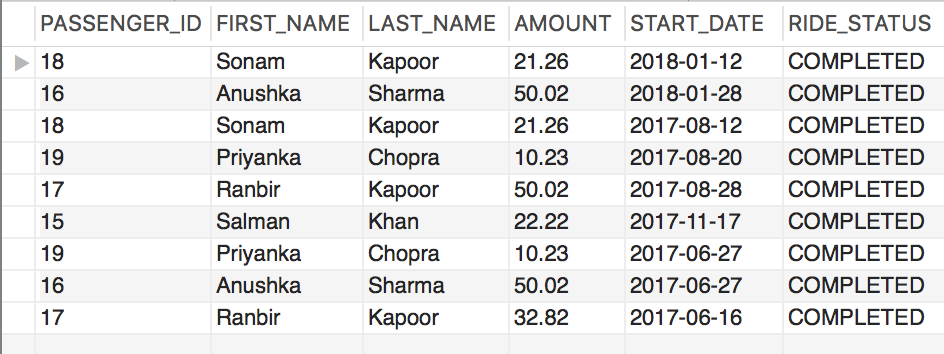 PASSENGER_ID FIRST_NAME LAST_NAME AMOUNT START_DATE RIDE_STATUS
18 Sonam Kapoor 21.26 2018-01-12 COMPLETED
16 Anushka Sharma 50.02 2018-01-28 COMPLETED
18 Sonam Kapoor 21.26 2017-08-12 COMPLETED
19 Priyanka Chopra 10.23 2017-08-20 COMPLETED
17 Ranbir Kapoor 50.02 2017-08-28 COMPLETED
15 Salman Khan 22.22 2017-11-17 COMPLETED
19 Priyanka Chopra 10.23 2017-06-27 COMPLETED
16 Anushka Sharma 50.02 2017-06-27 COMPLETED
17 Ranbir Kapoor 32.82 2017-06-16 COMPLETED